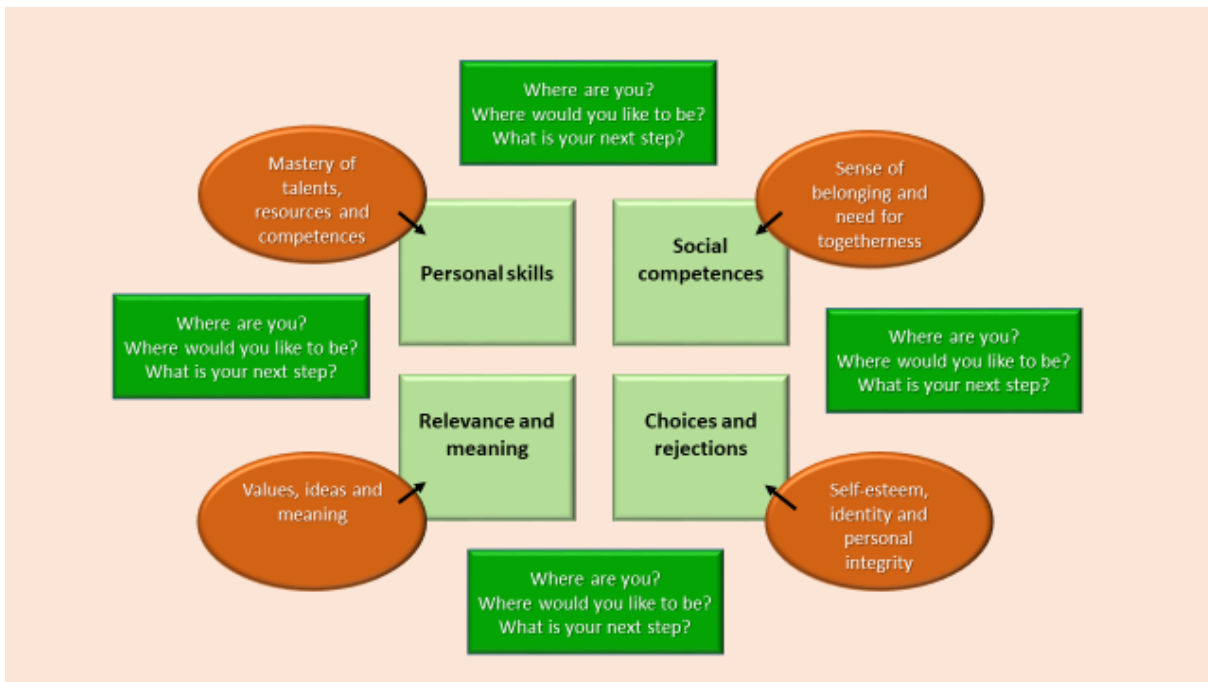 Where are you?
Where would you like to be?
What is your next step?
Mastery of
talents,
resources and
competences
Sense of
belonging and
need for
togetherness
Personal skills
Social
competences
Where are you?
Where would you like to be?
What is your next step?
Where are you?
Where would you like to be?
What is your next step?
Relevance and
meaning
Choices and
rejections
Values, ideas and
meaning
Self-esteem,
identity and
personal
integrity
Where are you?
Where would you like to be?
What is your next step?